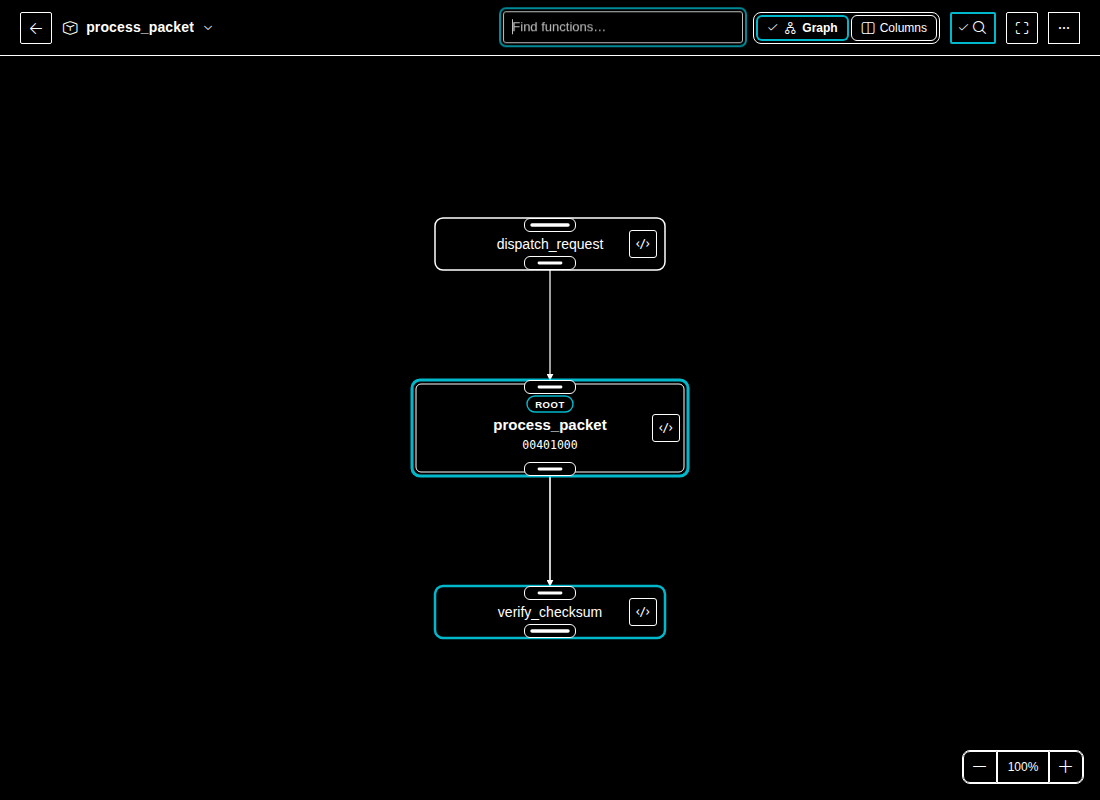 process_packet
Find functions…
Graph
Columns
dispatch_request
ROOT
process_packet
00401000
verify_checksum
100%